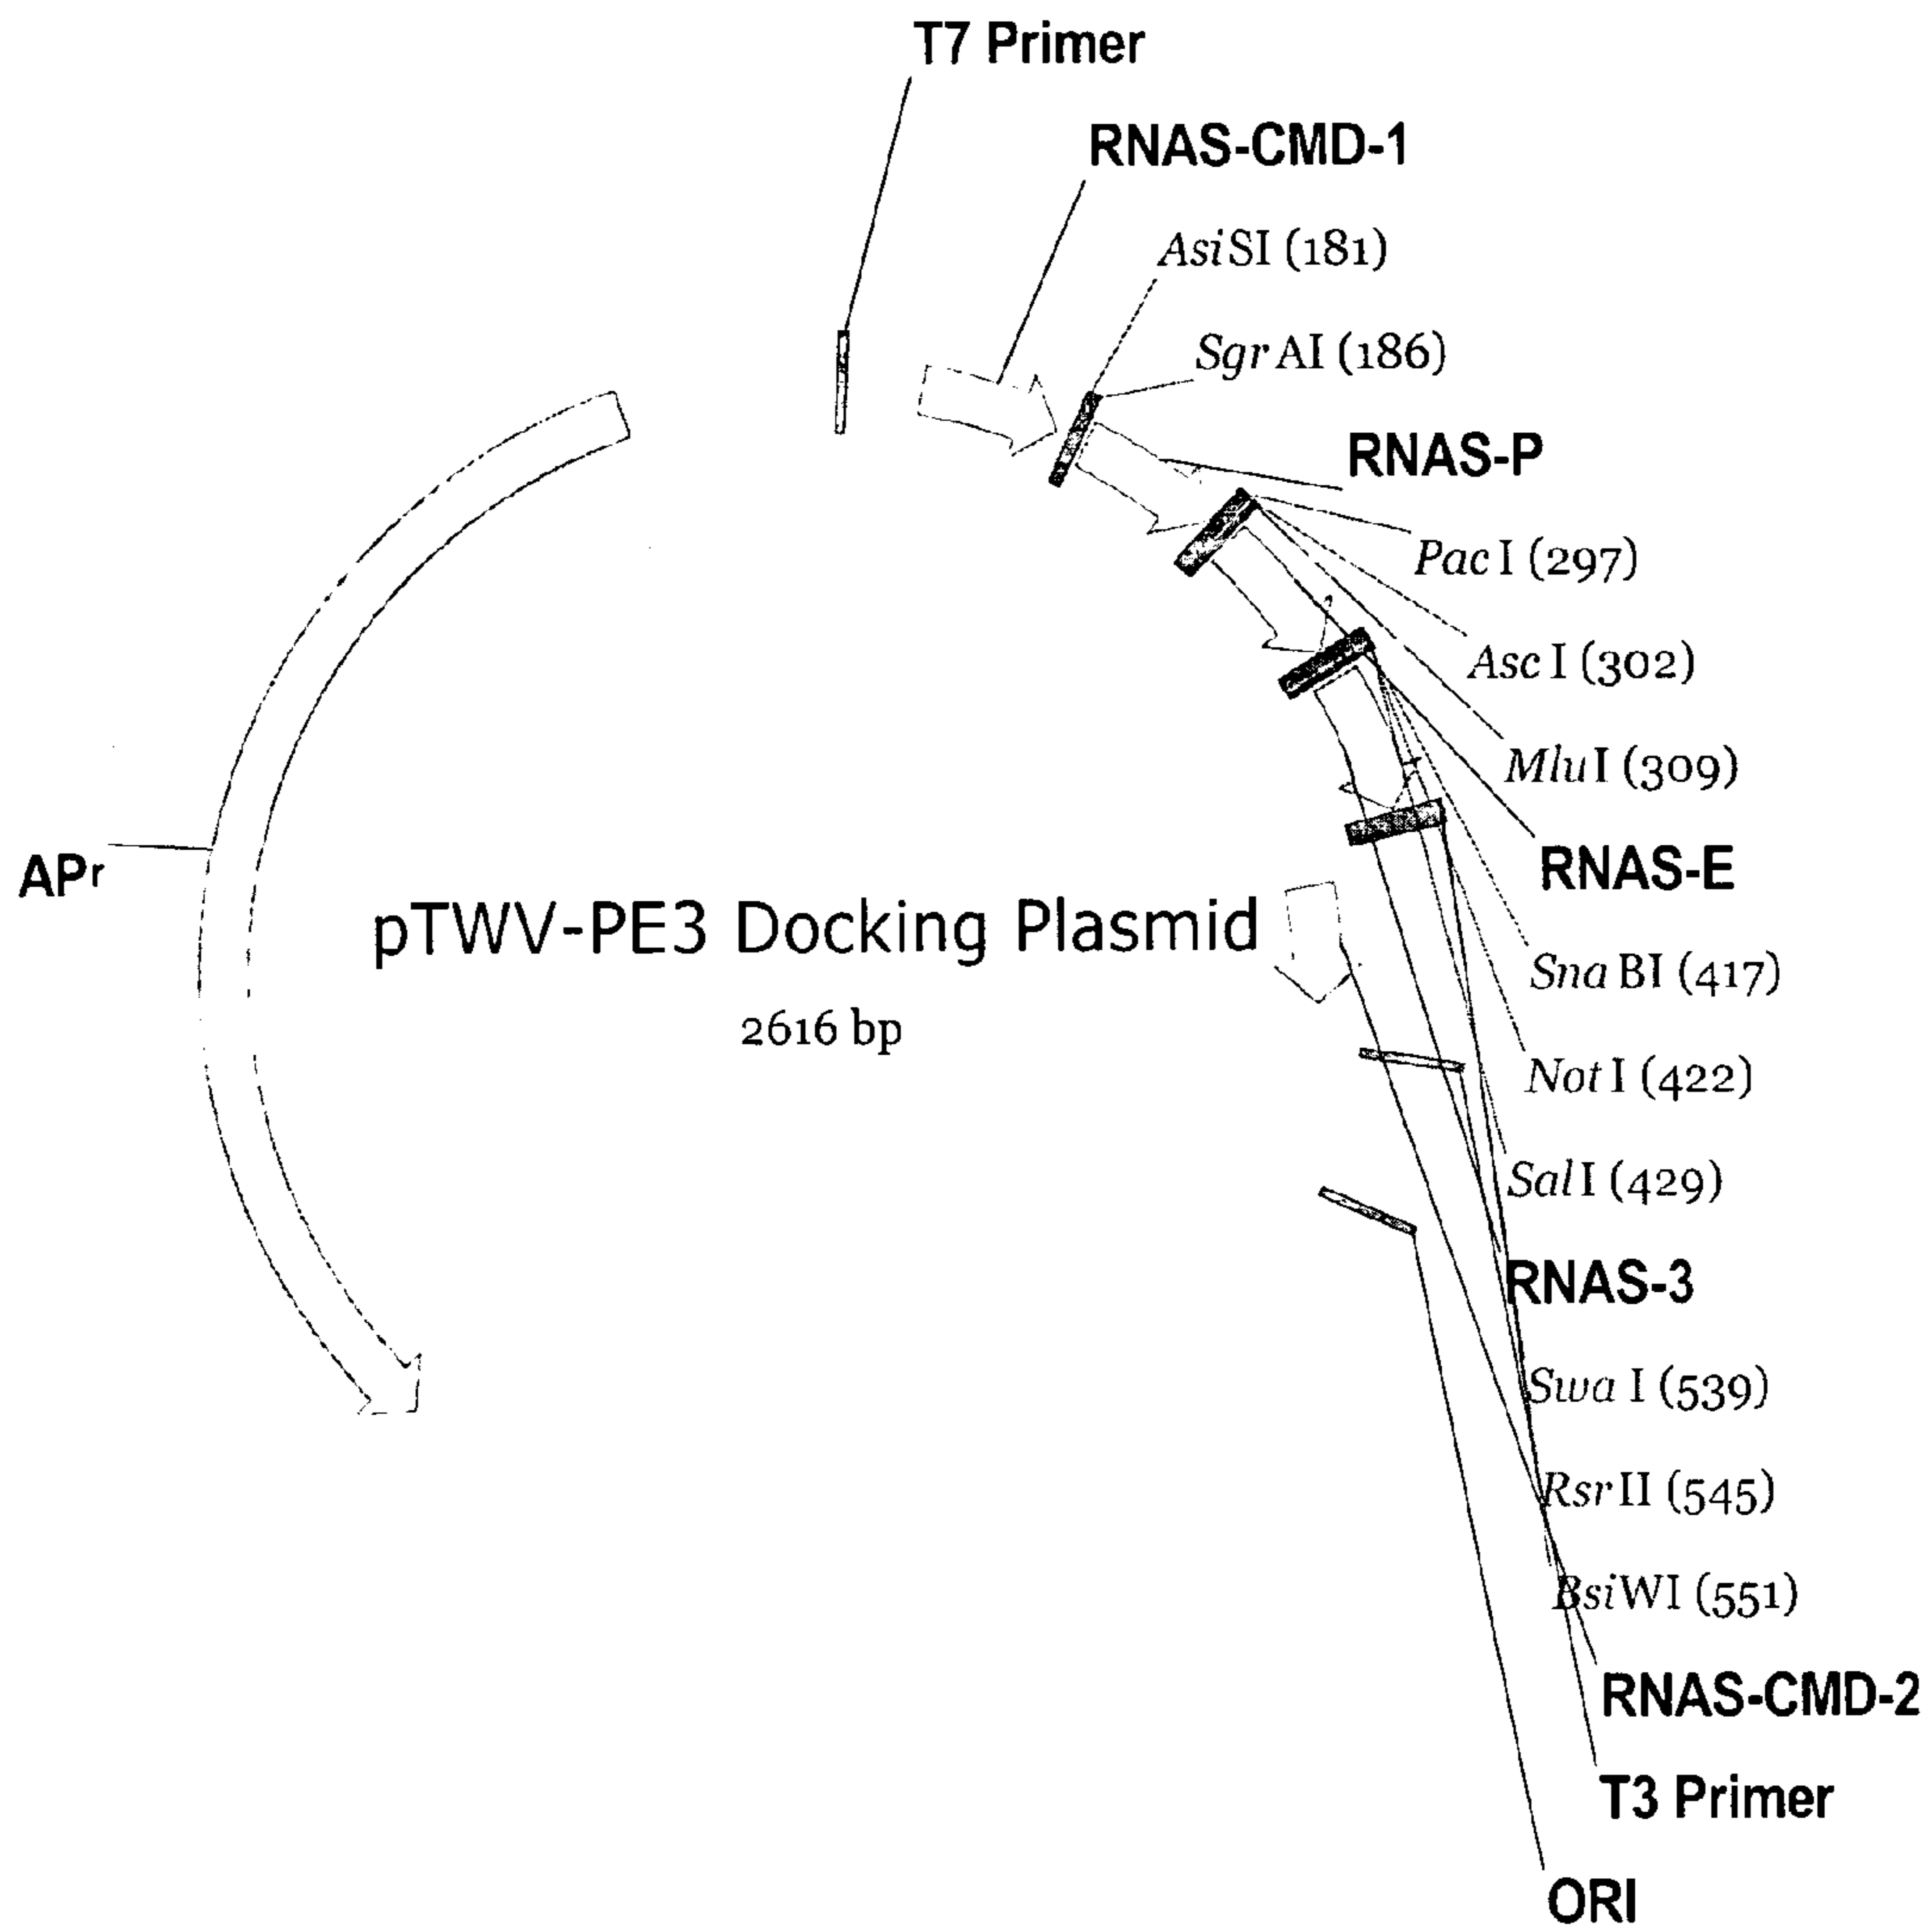 T7 Primer
RNAS-CMD-1
AsiSI (181)
SgrAI (186)
RNAS-P
PacI (297)
AscI (302)
MluI (309)
APr
RNAS-E
pTWV-PE3 Docking Plasmid
SnaBI (417)
2616 bp
NotI (422)
SalI (429)
RNAS-3
SwaI (539)
RsrII (545)
BsiWI (551)
RNAS-CMD-2
T3 Primer
ORI